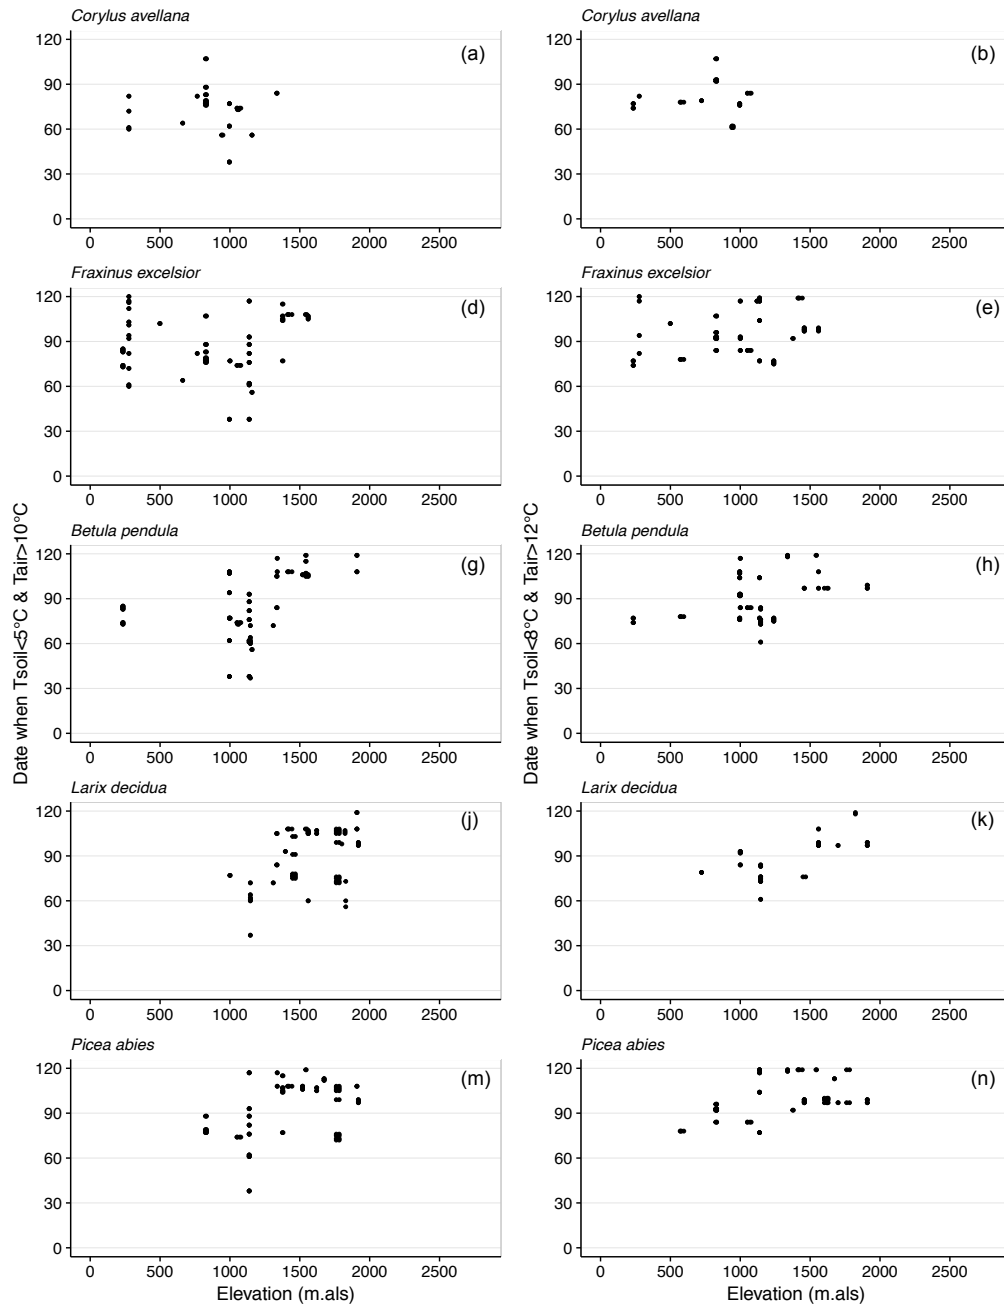 Corylus avellana
(a)
120
90
60
30
0
0 500 1000 1500 2000 2500
(b)
120
90
60
30
0
0 500 1000 1500 2000 2500
Fraxinus excelsior
(d)
120
90
60
30
0
0 500 1000 1500 2000 2500
Fraxinus excelsior
(e)
120
90
60
30
0
0 500 1000 1500 2000 2500
Date when Tsoil<5°C & Tair>10°C
Date when Tsoil<8°C & Tair>12°C
Betula pendula
(g)
120
90
60
30
0
0 500 1000 1500 2000 2500
Betula pendula
(h)
120
90
60
30
0
0 500 1000 1500 2000 2500
Larix decidua
(j)
120
90
60
30
0
0 500 1000 1500 2000 2500
Larix decidua
(k)
120
90
60
30
0
0 500 1000 1500 2000 2500
Picea abies
(m)
120
90
60
30
0
0 500 1000 1500 2000 2500
Elevation (m.als)
Picea abies
(n)
120
90
60
30
0
0 500 1000 1500 2000 2500
Elevation (m.als)